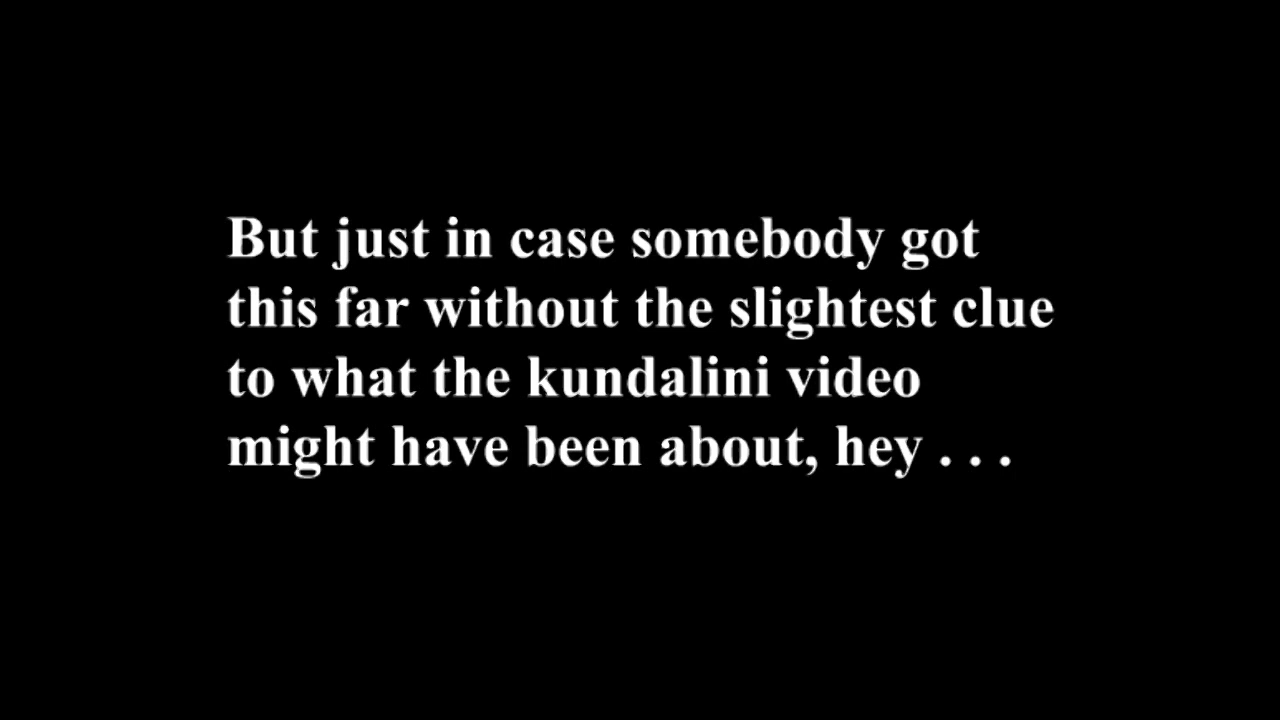 But just in case somebody got
this far without the slightest clue
to what the kundalini video
might have been about, hey . . .